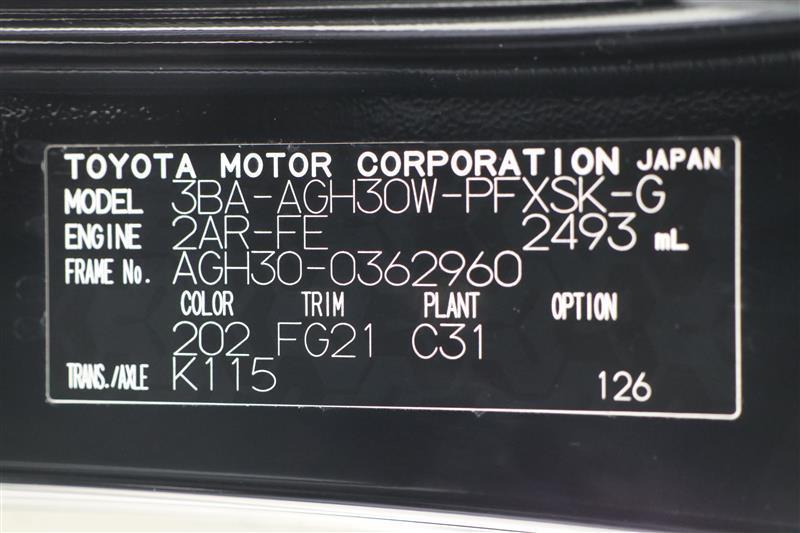 TOYOTA MOTOR CORPORATION JAPAN
MODEL 3BA-AGH30W-PFXSK-G
ENGINE 2AR-FE 2493 mL
FRAME No. AGH30-0362960
COLOR TRIM PLANT OPTION
202 FG21 C31
TRANS./AXLE K115 126